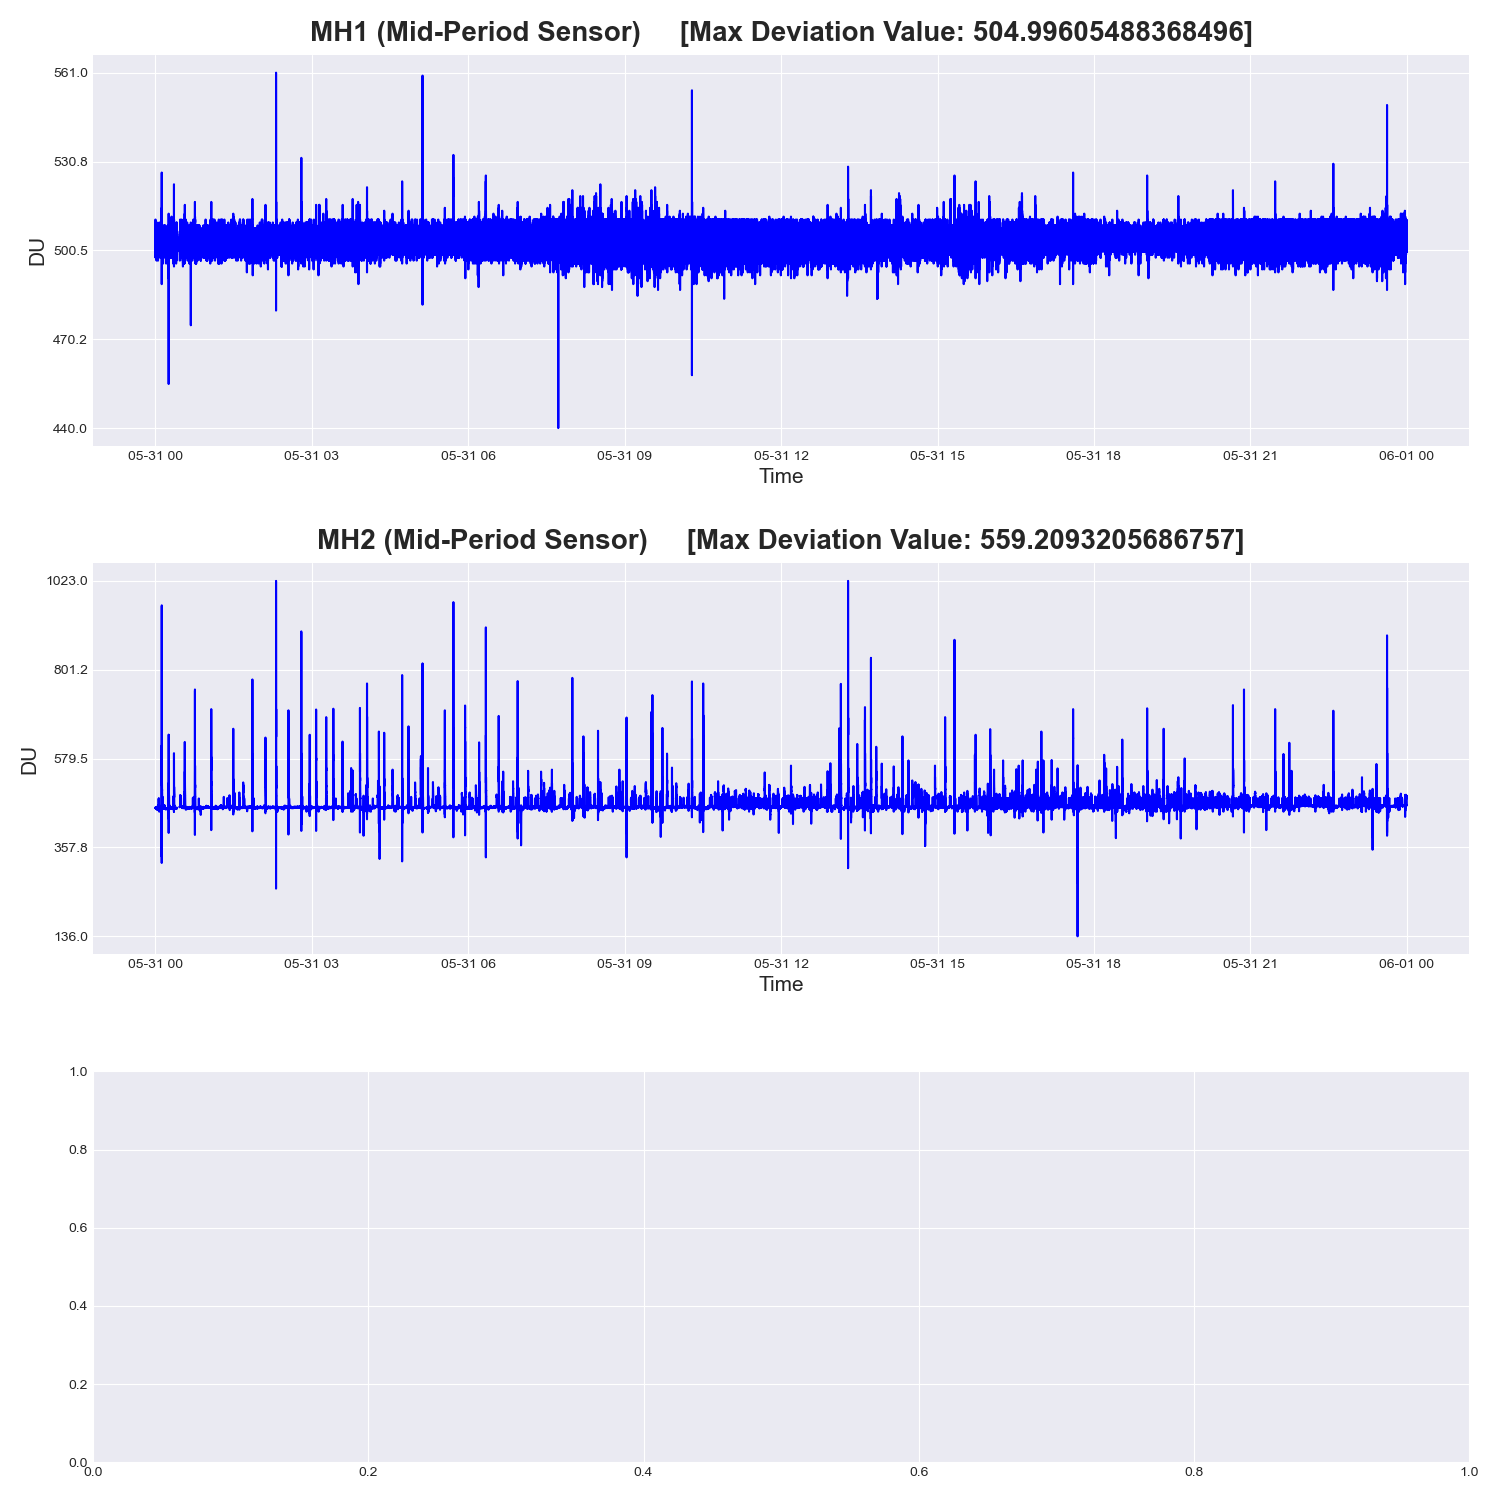 MH1 (Mid-Period Sensor) [Max Deviation Value: 504.99605488368496]
561.0
530.8
500.5
470.2
440.0
DU
05-31 00 05-31 03 05-31 06 05-31 09 05-31 12 05-31 15 05-31 18 05-31 21 06-01 00
Time
MH2 (Mid-Period Sensor) [Max Deviation Value: 559.2093205686757]
1023.0
801.2
579.5
357.8
136.0
DU
05-31 00 05-31 03 05-31 06 05-31 09 05-31 12 05-31 15 05-31 18 05-31 21 06-01 00
Time
1.0
0.8
0.6
0.4
0.2
0.0
0.0 0.2 0.4 0.6 0.8 1.0